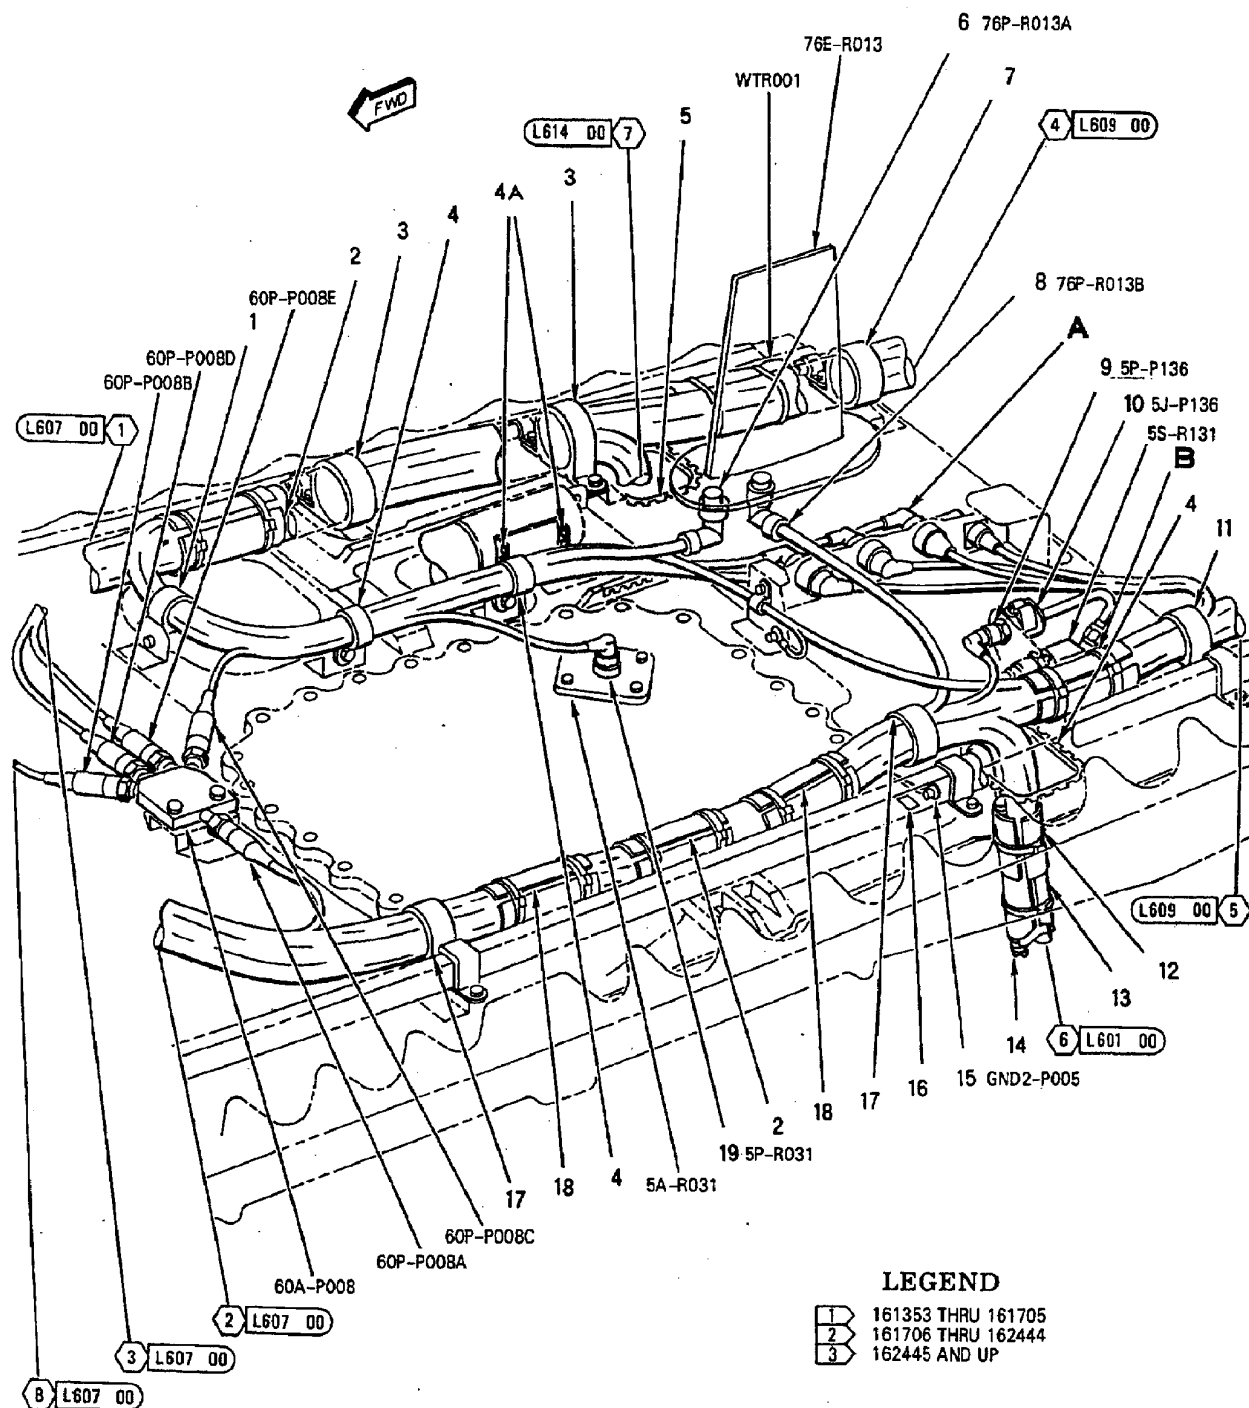 6 76P-R013A
76E-R013
WTR001
7
FWD
L614 00 7
5
4 L609 00
4A
3
4
3
2
60P-P008E
1
60P-P008D
60P-P008B
L607 00 1
8 76P-R013B
A
9 5P-P136
10 5J-P136
5S-R131
B
4
11
L609 00 5
12
13
14
6 L601 00
15 GND2-P005
16
17
18
2
19 5P-R031
4
5A-R031
18
17
60P-P008C
60P-P008A
60A-P008
2 L607 00
3 L607 00
8 L607 00
LEGEND
1 161353 THRU 161705
2 161706 THRU 162444
3 162445 AND UP